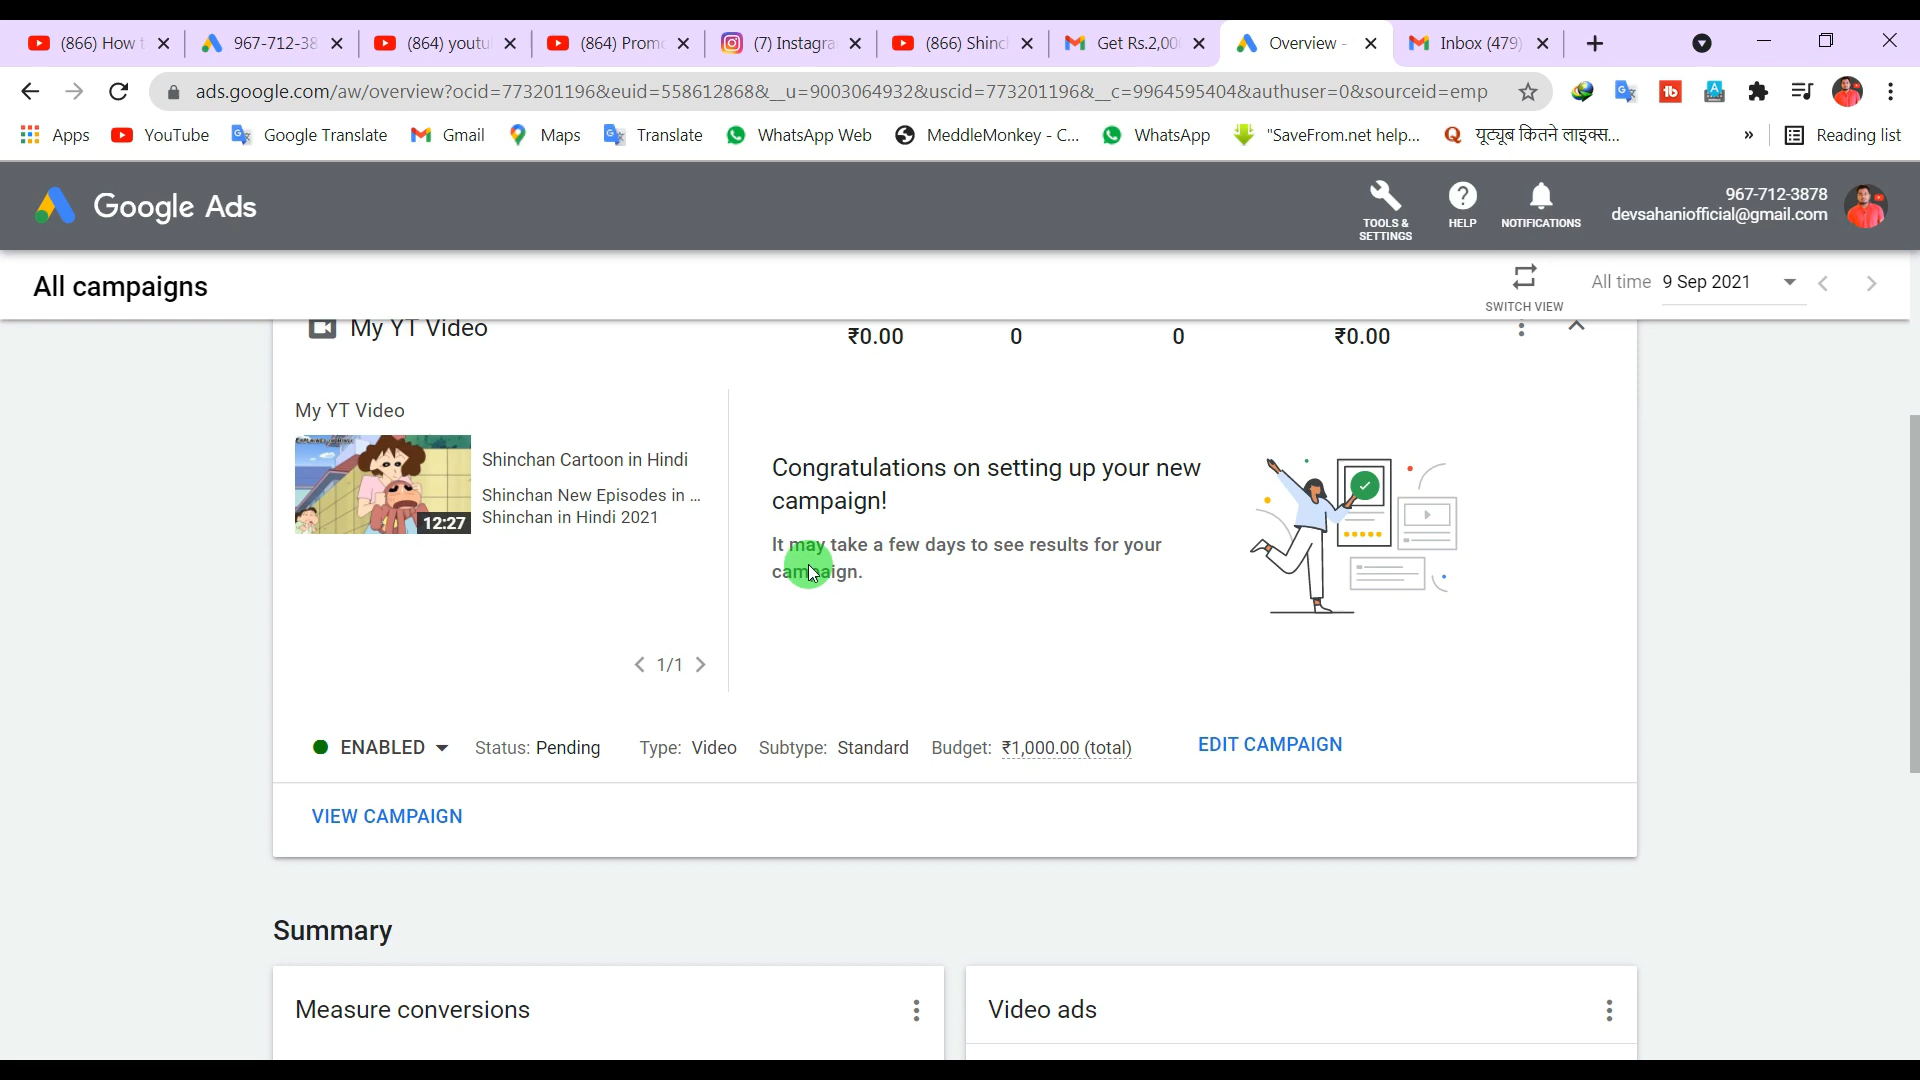 (866) How t
967-712-38
(864) youtu
(864) Prom
(7) Instagra
(866) Shinc
Get Rs.2,00
Overview -
Inbox (479)
ads.google.com/aw/overview?ocid=773201196&euid=558612868&__u=9003064932&uscid=773201196&__c=9964595404&authuser=0&sourceid=emp
Apps
YouTube
Google Translate
Gmail
Maps
Translate
WhatsApp Web
MeddleMonkey - C...
WhatsApp
"SaveFrom.net help...
यूट्यूब कितने लाइक्स...
»
Reading list
Google Ads
TOOLS &
SETTINGS
HELP
NOTIFICATIONS
967-712-3878
devsahaniofficial@gmail.com
All campaigns
SWITCH VIEW
All time 9 Sep 2021
My YT Video
₹0.00 0 0 ₹0.00
My YT Video
12:27
Shinchan Cartoon in Hindi
Shinchan New Episodes in ...
Shinchan in Hindi 2021
Congratulations on setting up your new
campaign!
It may take a few days to see results for your
campaign.
1/1
ENABLED Status: Pending Type: Video Subtype: Standard Budget: ₹1,000.00 (total) EDIT CAMPAIGN
VIEW CAMPAIGN
Summary
Measure conversions
Video ads